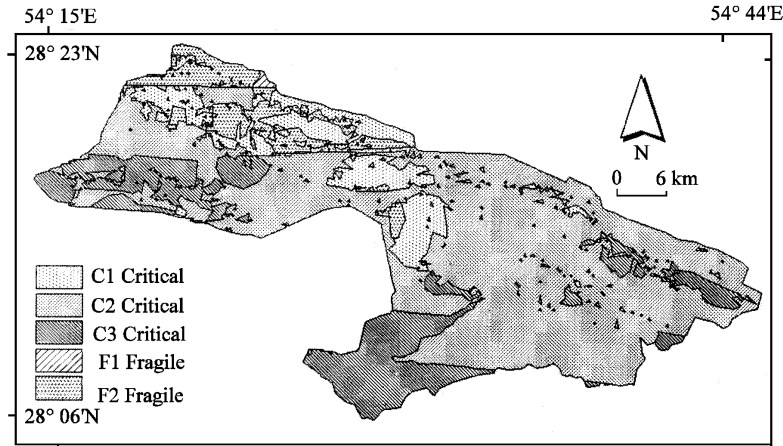 54° 15'E
54° 44'E
28° 23'N
N
0 6 km
C1 Critical
C2 Critical
C3 Critical
F1 Fragile
F2 Fragile
28° 06'N